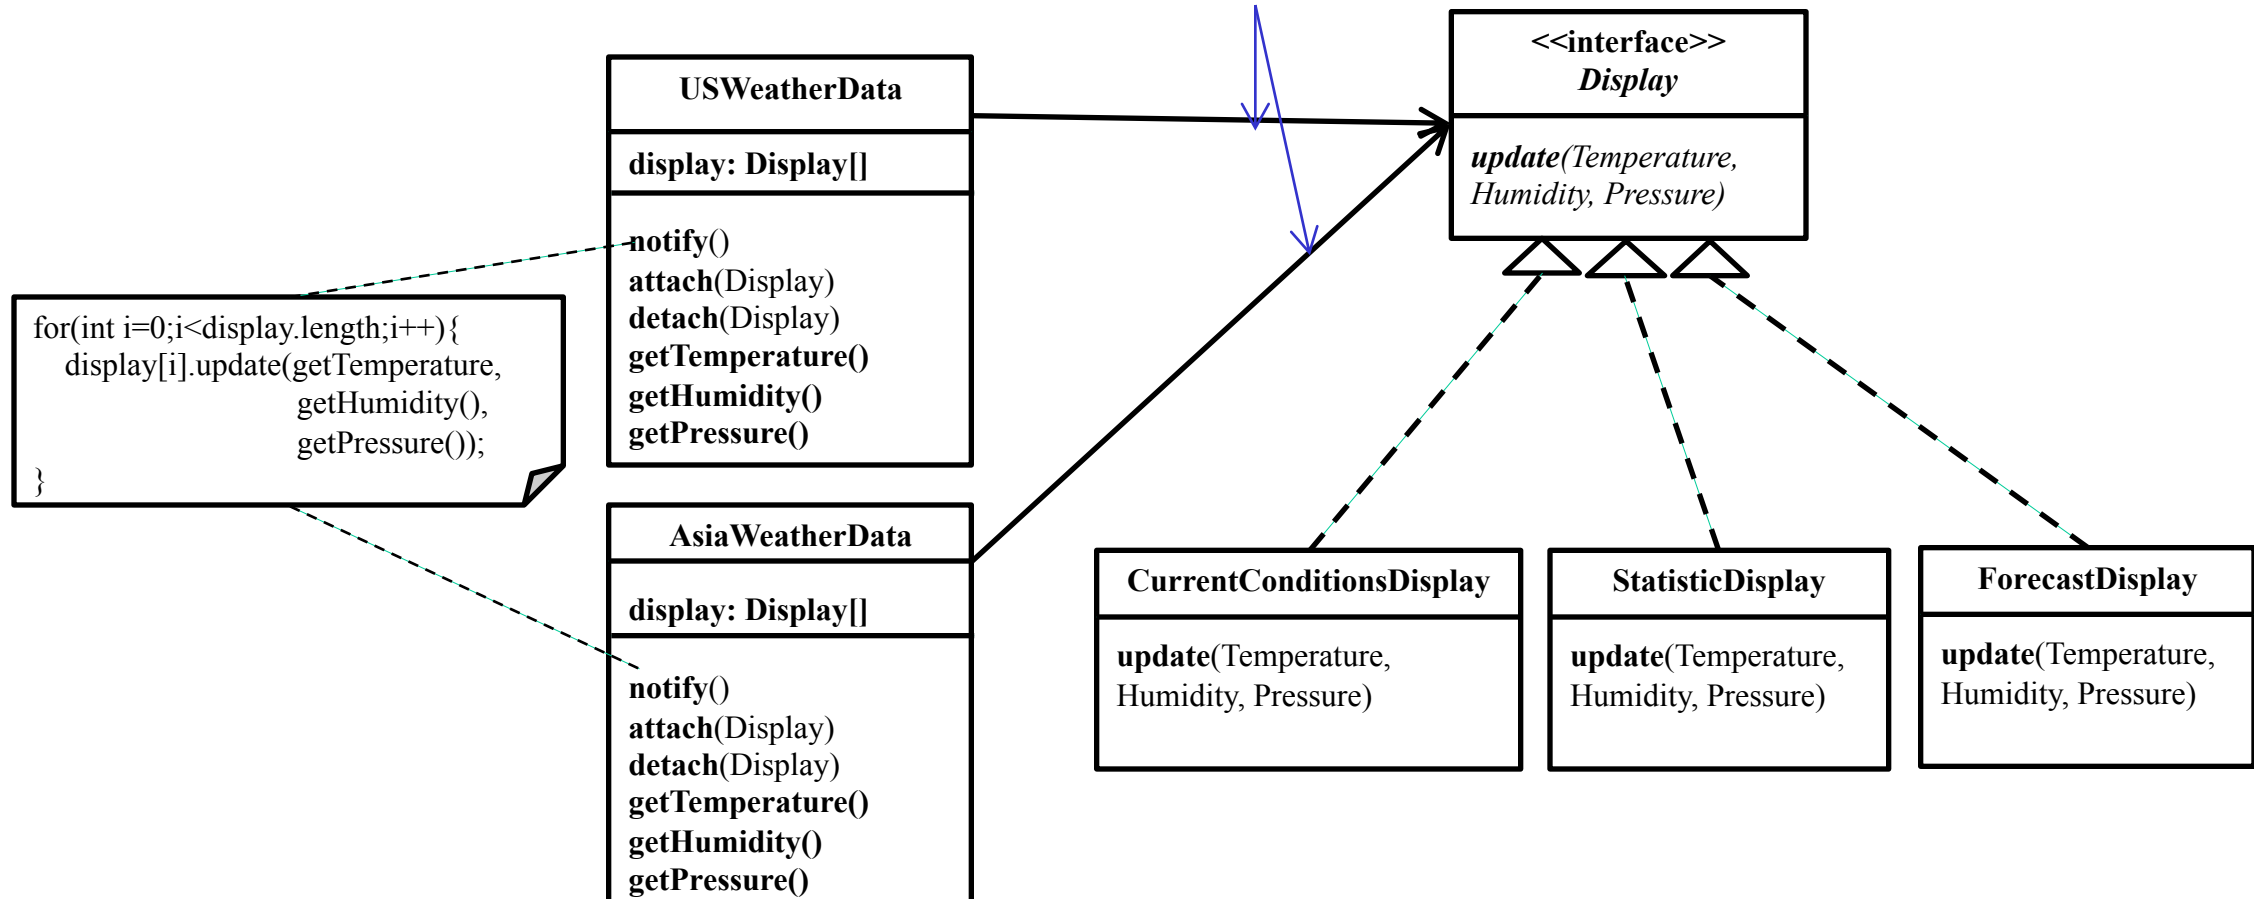 <<interface>>
Display
update(Temperature,
Humidity, Pressure)
USWeatherData
display: Display[]
notify()
attach(Display)
detach(Display)
getTemperature()
getHumidity()
getPressure()
for(int i=0;i<display.length;i++){
display[i].update(getTemperature,
getHumidity(),
getPressure());
}
AsiaWeatherData
display: Display[]
notify()
attach(Display)
detach(Display)
getTemperature()
getHumidity()
getPressure()
CurrentConditionsDisplay
update(Temperature,
Humidity, Pressure)
StatisticDisplay
update(Temperature,
Humidity, Pressure)
ForecastDisplay
update(Temperature,
Humidity, Pressure)